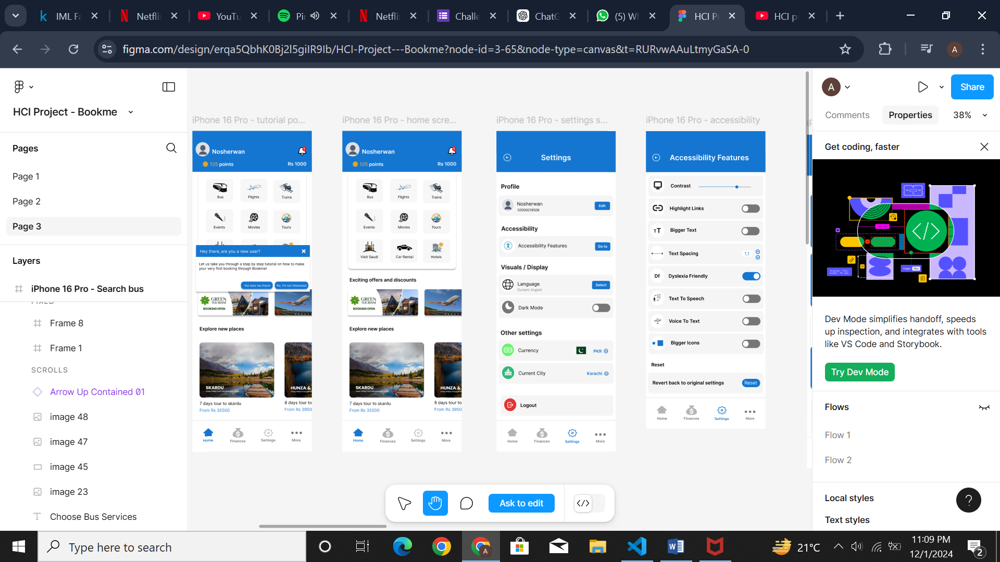 IML Fa
Netfli
YouTu
Pi
Netfli
Challe
ChatG
(5) Wh
HCI P
HCI p
figma.com/design/erqa5QbhK0Bj2l5giIR9Ib/HCI-Project---Bookme?node-id=3-65&node-type=canvas&t=RURvwAAuLtmyGaSA-0
A
HCI Project - Bookme
Pages
Page 1
Page 2
Page 3
Layers
iPhone 16 Pro - Search bus
FIXED
Frame 8
Frame 1
SCROLLS
Arrow Up Contained 01
image 48
image 47
image 45
image 23
Choose Bus Services
iPhone 16 Pro - tutorial po...
Nosherwan
125 points
Rs 1000
Bus
Flights
Trains
Events
Movies
Tours
Hey there, are you a new user?
Let us take you through a step by step tutorial on how to make
your very first booking through Bookme!
Yes take me there!
No, I'm not interested
GREEN
TOURISM
BOOKING OPEN
Explore new places
SKARDU
HUNZA &
7 days tour to skardu
From Rs 35500
8 days tour to
From Rs 3950
Home
Finances
Settings
More
iPhone 16 Pro - home scre...
Nosherwan
125 points
Rs 1000
Bus
Flights
Trains
Events
Movies
Tours
Visit Saudi
Car Rental
Hotels
Exciting offers and discounts
GREEN
TOURISM
BOOKING OPEN
Explore new places
SKARDU
HUNZA &
7 days tour to skardu
From Rs 35500
8 days tour to
From Rs 3950
Home
Finances
Settings
More
iPhone 16 Pro - settings s...
Settings
Profile
Nosherwan
03009219508
Edit
Accessibility
Accessibility Features
Go to
Visuals / Display
Language
Current: English
Select
Dark Mode
Other settings
Currency
PKR
Current City
Karachi
Logout
Home
Finances
Settings
More
iPhone 16 Pro - accessibility
Accessibility Features
Contrast
Highlight Links
TT
Bigger Text
Text Spacing
1.1
Df
Dyslexia Friendly
Text To Speech
Voice To Text
Bigger Icons
Reset
Revert back to original settings
Reset
Home
Finances
Settings
More
Ask to edit
A
Share
Comments
Properties
38%
Get coding, faster
Dev Mode simplifies handoff, speeds
up inspection, and integrates with tools
like VS Code and Storybook.
Try Dev Mode
Flows
Flow 1
Flow 2
Local styles
Text styles
?
Type here to search
A
21°C
11:09 PM
12/1/2024
2